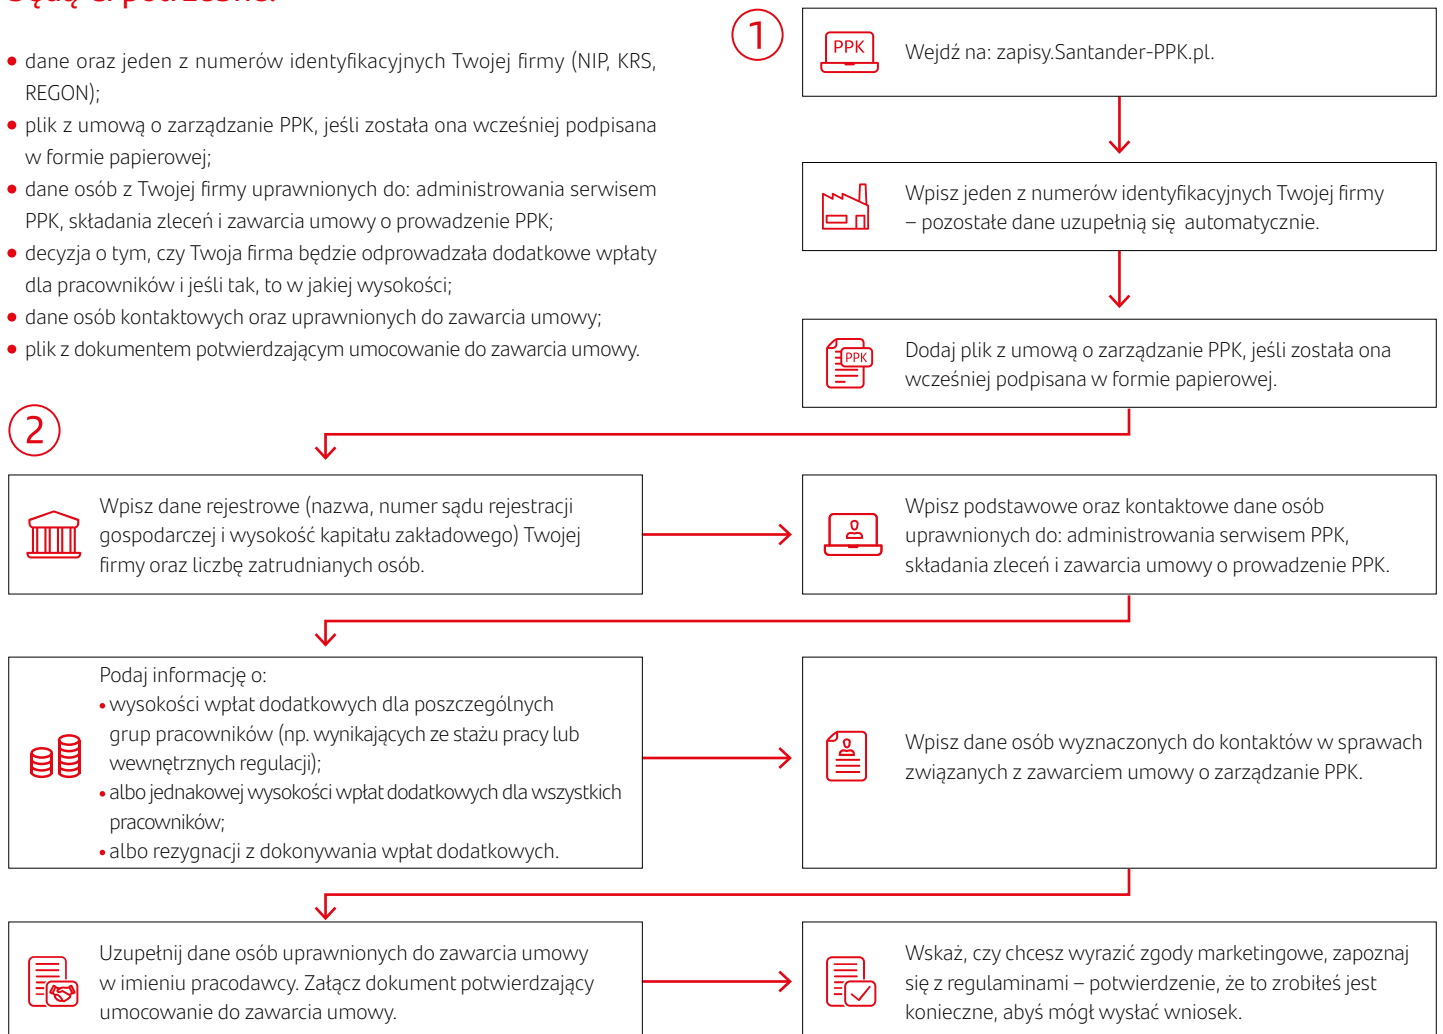 będą Ci potrzebne:
• dane oraz jeden z numerów identyfikacyjnych Twojej firmy (NIP, KRS,
REGON);
• plik z umową o zarządzanie PPK, jeśli została ona wcześniej podpisana
w formie papierowej;
• dane osób z Twojej firmy uprawnionych do: administrowania serwisem
PPK, składania zleceń i zawarcia umowy o prowadzenie PPK;
• decyzja o tym, czy Twoja firma będzie odprowadzała dodatkowe wpłaty
dla pracowników i jeśli tak, to w jakiej wysokości;
• dane osób kontaktowych oraz uprawnionych do zawarcia umowy;
• plik z dokumentem potwierdzającym umocowanie do zawarcia umowy.
1
PPK
Wejdź na: zapisy.Santander-PPK.pl.
Wpisz jeden z numerów identyfikacyjnych Twojej firmy
– pozostałe dane uzupełnią się automatycznie.
PPK
Dodaj plik z umową o zarządzanie PPK, jeśli została ona
wcześniej podpisana w formie papierowej.
2
Wpisz dane rejestrowe (nazwa, numer sądu rejestracji
gospodarczej i wysokość kapitału zakładowego) Twojej
firmy oraz liczbę zatrudnianych osób.
Wpisz podstawowe oraz kontaktowe dane osób
uprawnionych do: administrowania serwisem PPK,
składania zleceń i zawarcia umowy o prowadzenie PPK.
Podaj informację o:
• wysokości wpłat dodatkowych dla poszczególnych
grup pracowników (np. wynikających ze stażu pracy lub
wewnętrznych regulacji);
• albo jednakowej wysokości wpłat dodatkowych dla wszystkich
pracowników;
• albo rezygnacji z dokonywania wpłat dodatkowych.
Wpisz dane osób wyznaczonych do kontaktów w sprawach
związanych z zawarciem umowy o zarządzanie PPK.
Uzupełnij dane osób uprawnionych do zawarcia umowy
w imieniu pracodawcy. Załącz dokument potwierdzający
umocowanie do zawarcia umowy.
Wskaż, czy chcesz wyrazić zgody marketingowe, zapoznaj
się z regulaminami – potwierdzenie, że to zrobiłeś jest
konieczne, abyś mógł wysłać wniosek.